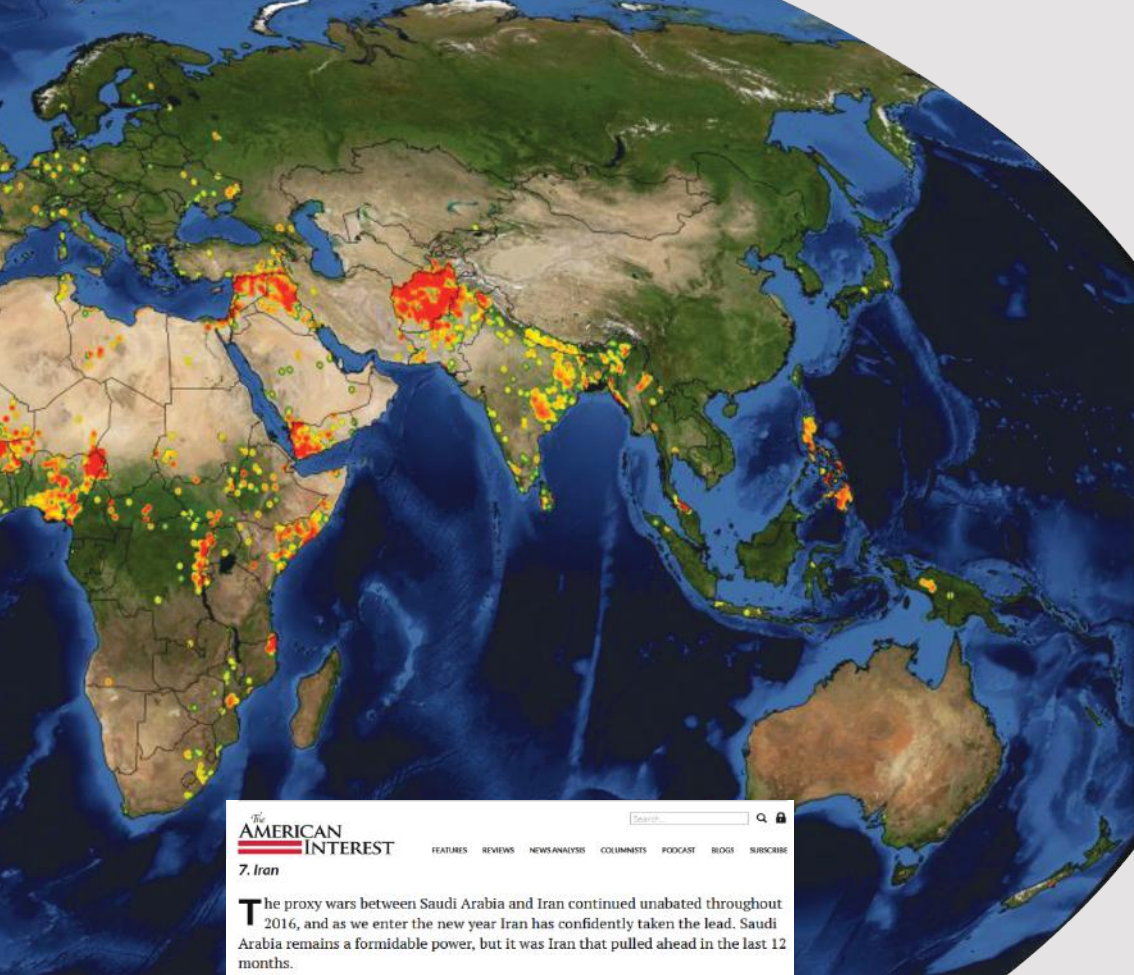 The
AMERICAN
INTEREST
Search...
FEATURES REVIEWS NEWS ANALYSIS COLUMNISTS PODCAST BLOGS SUBSCRIBE
7. Iran
The proxy wars between Saudi Arabia and Iran continued unabated throughout
2016, and as we enter the new year Iran has confidently taken the lead. Saudi
Arabia remains a formidable power, but it was Iran that pulled ahead in the last 12
months.